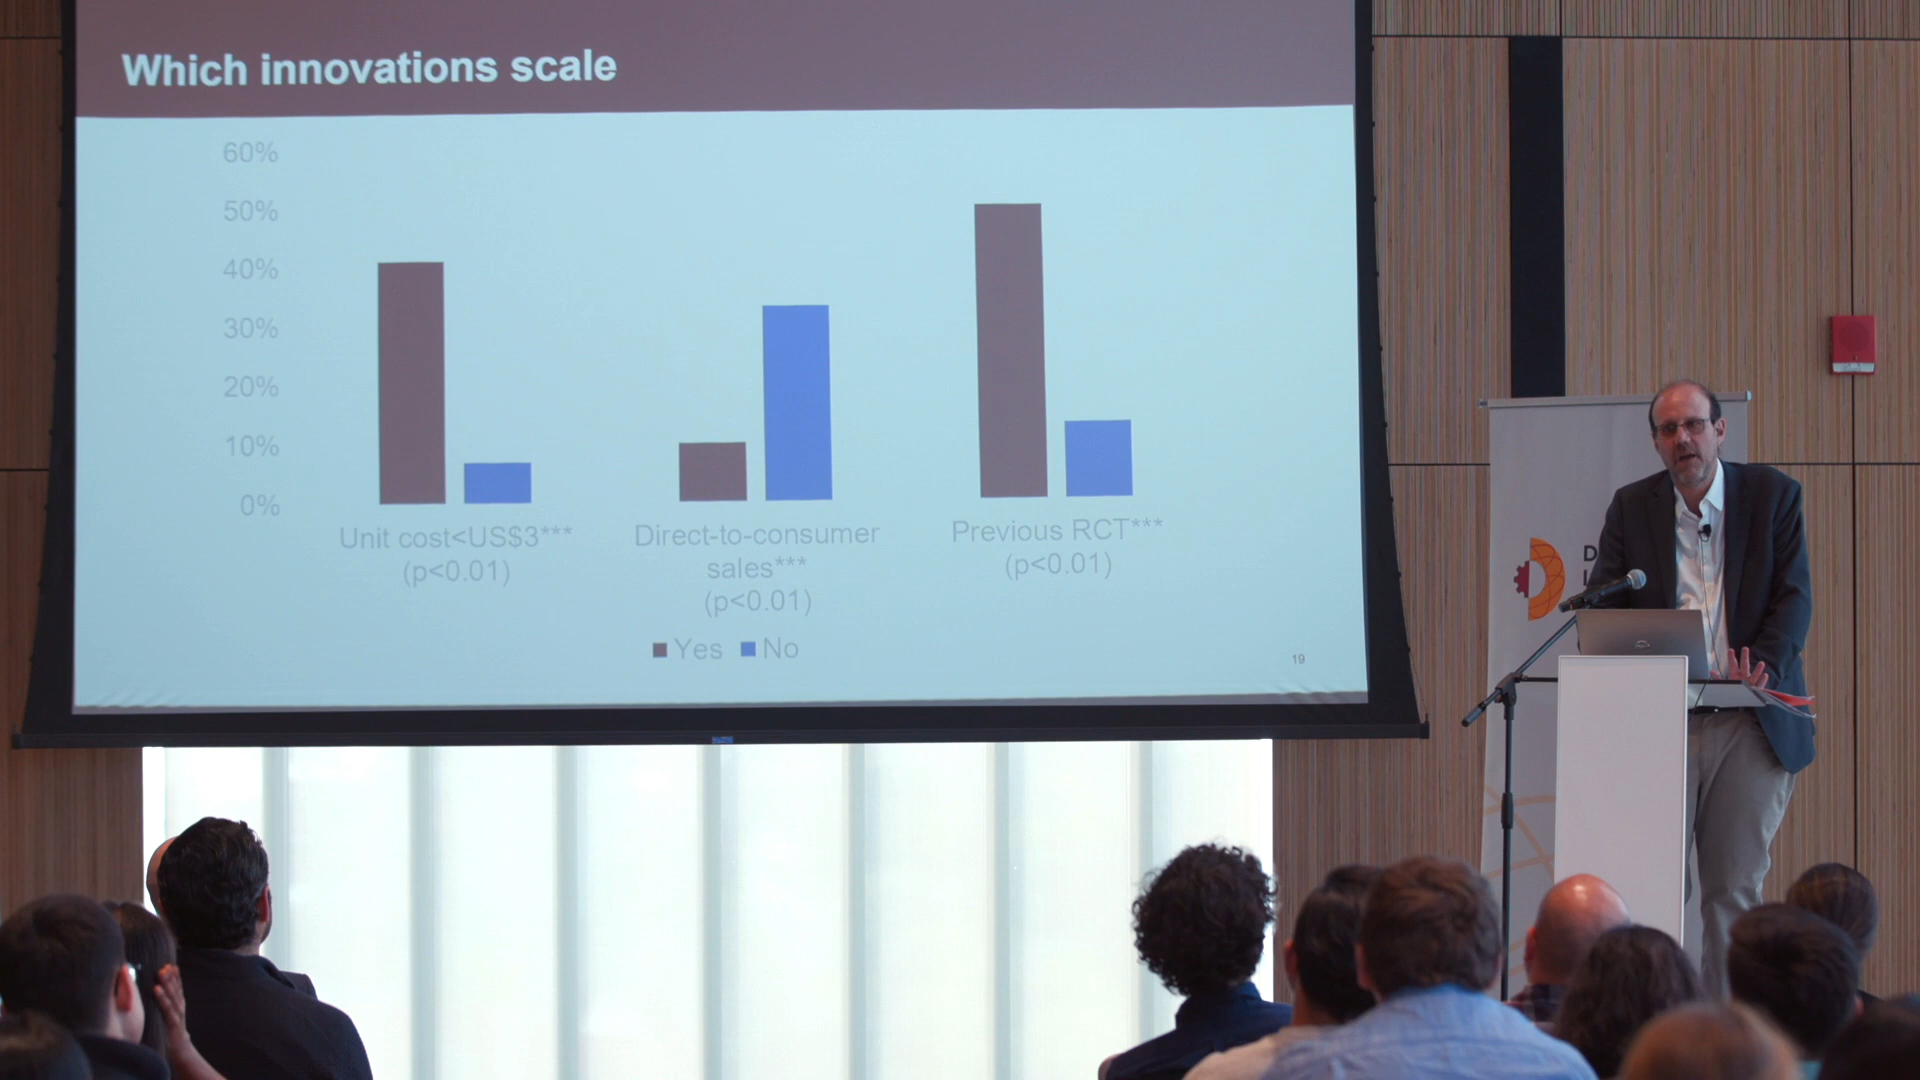 Which innovations scale
60%
50%
40%
30%
20%
10%
0%
Unit cost<US$3***
(p<0.01)
Direct-to-consumer
sales***
(p<0.01)
Previous RCT***
(p<0.01)
Yes No
19